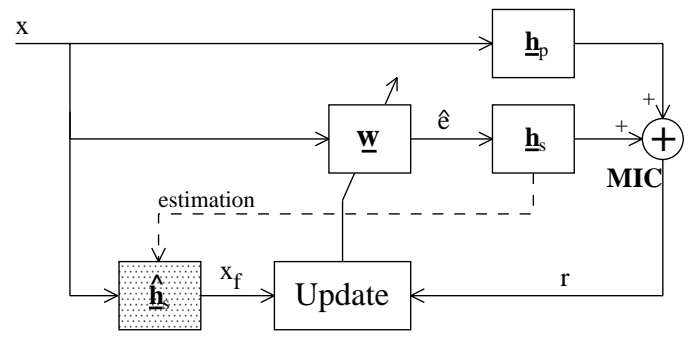 x
h_p
+
w
ê
h_s
+
+
MIC
estimation
ĥ_s
x_f
Update
r